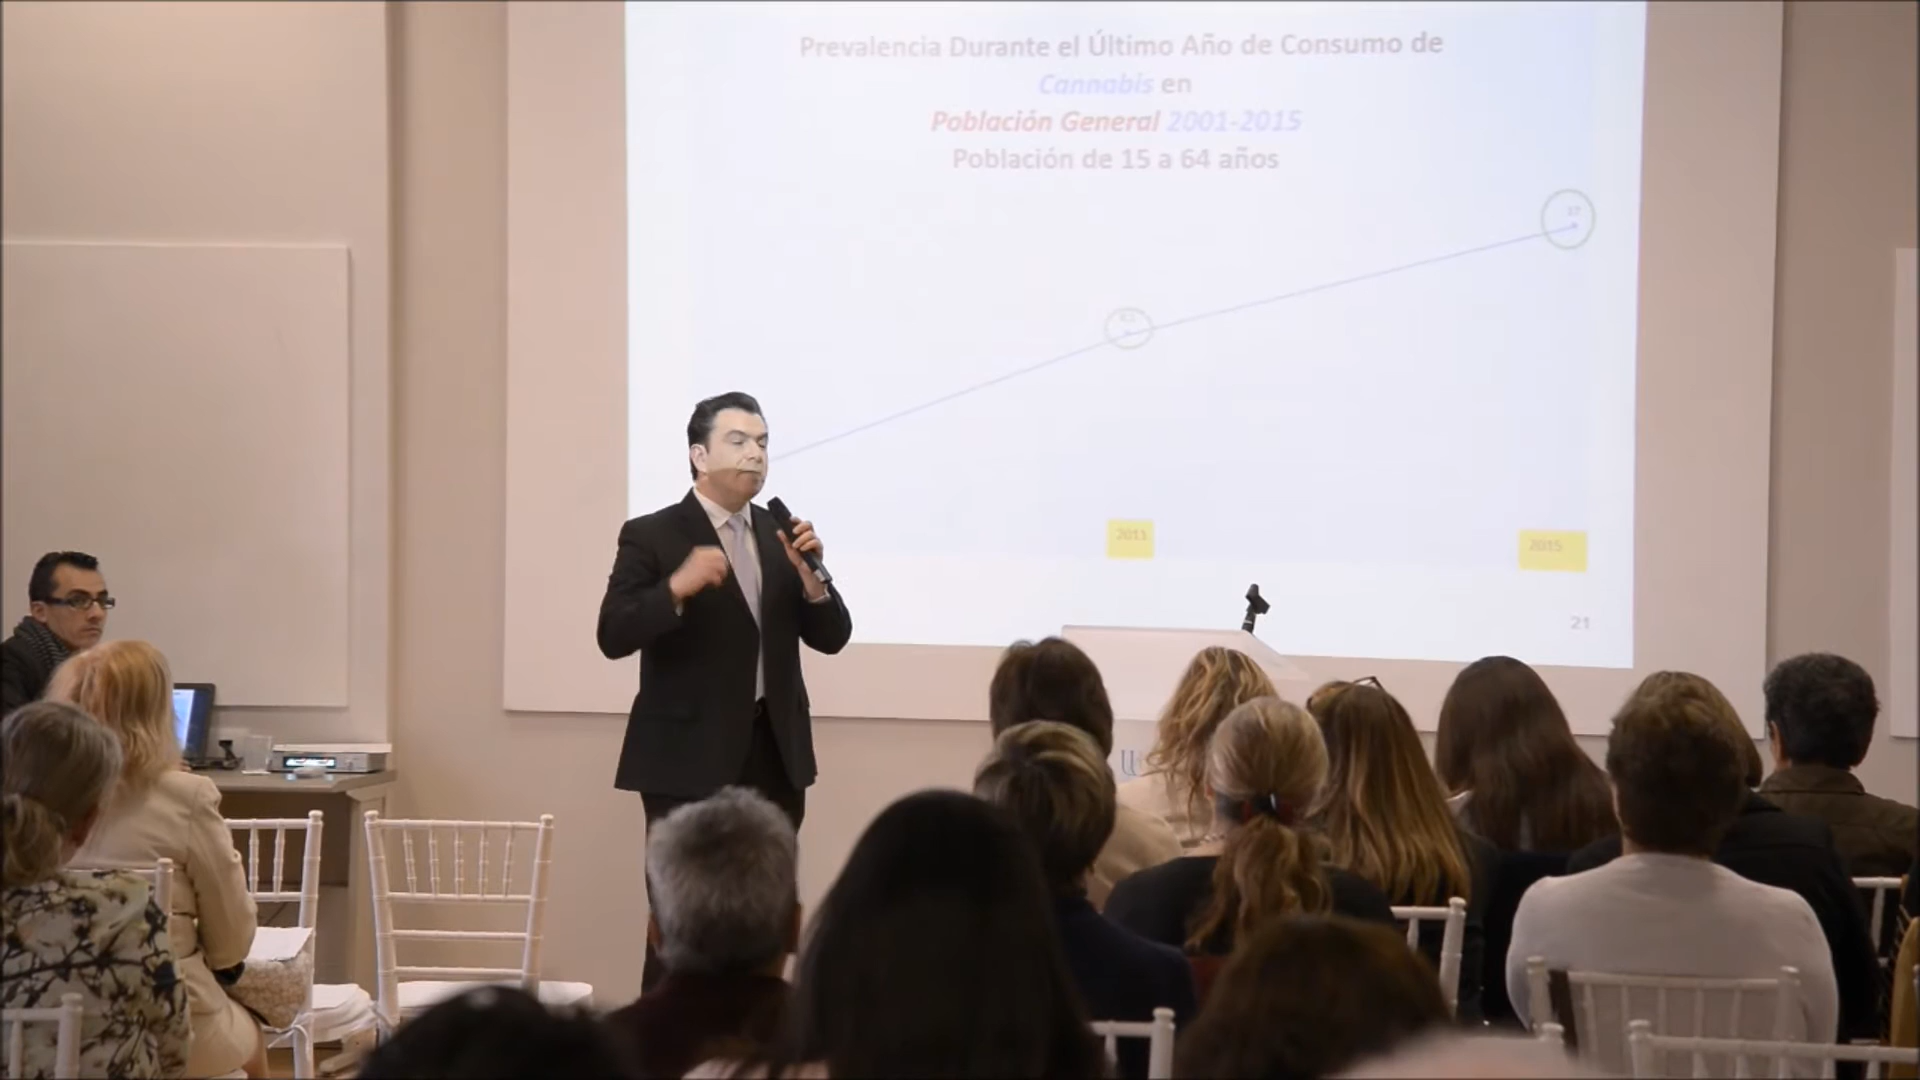 Prevalencia Durante el Último Año de Consumo de
Cannabis en
Población General 2001-2015
Población de 15 a 64 años
2011
2015
21